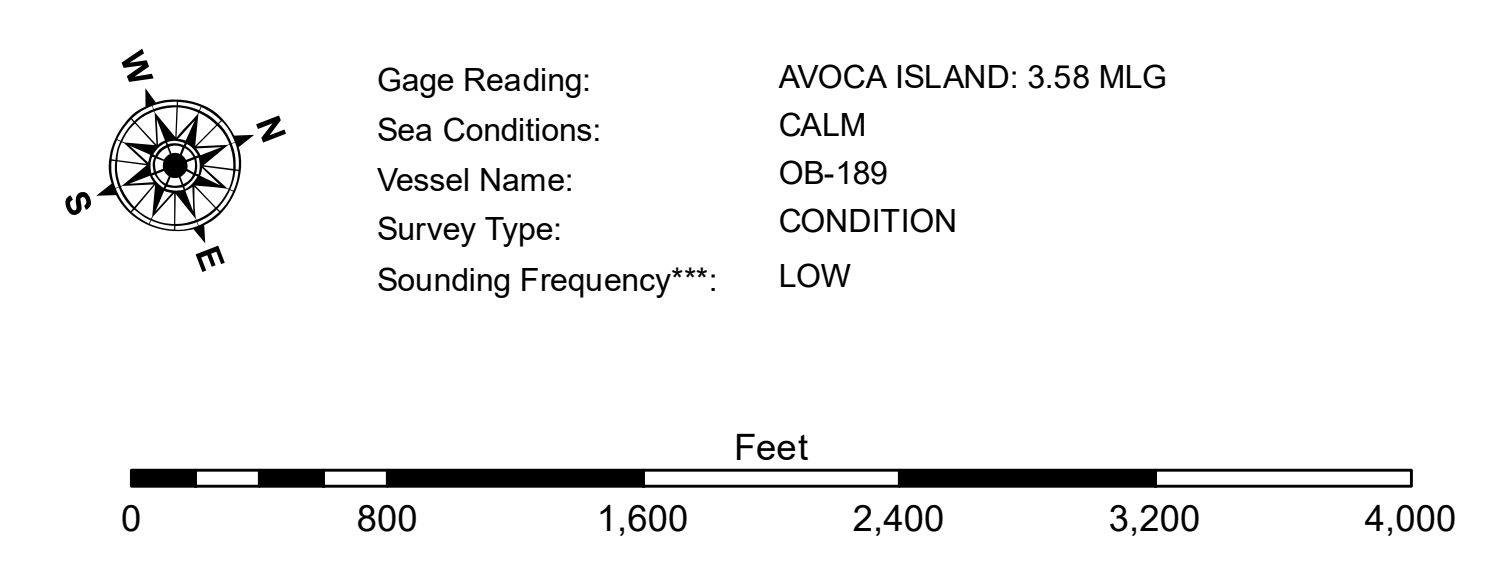 W
N
S
E
Gage Reading: AVOCA ISLAND: 3.58 MLG
Sea Conditions: CALM
Vessel Name: OB-189
Survey Type: CONDITION
Sounding Frequency***: LOW
Feet
0 800 1,600 2,400 3,200 4,000